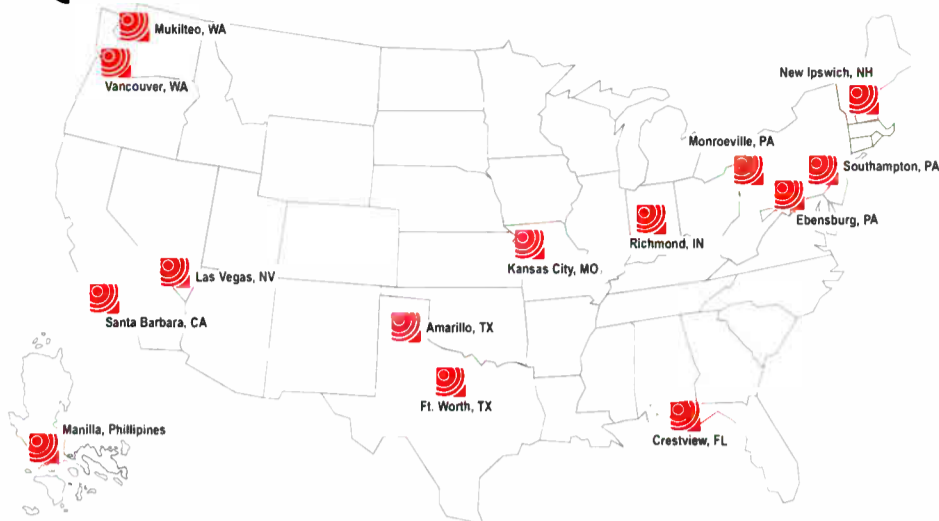 Mukilteo, WA
Vancouver, WA
New Ipswich, NH
Monroeville, PA
Southampton, PA
Ebensburg, PA
Richmond, IN
Kansas City, MO
Las Vegas, NV
Santa Barbara, CA
Amarillo, TX
Ft. Worth, TX
Crestview, FL
Manilla, Phillipines